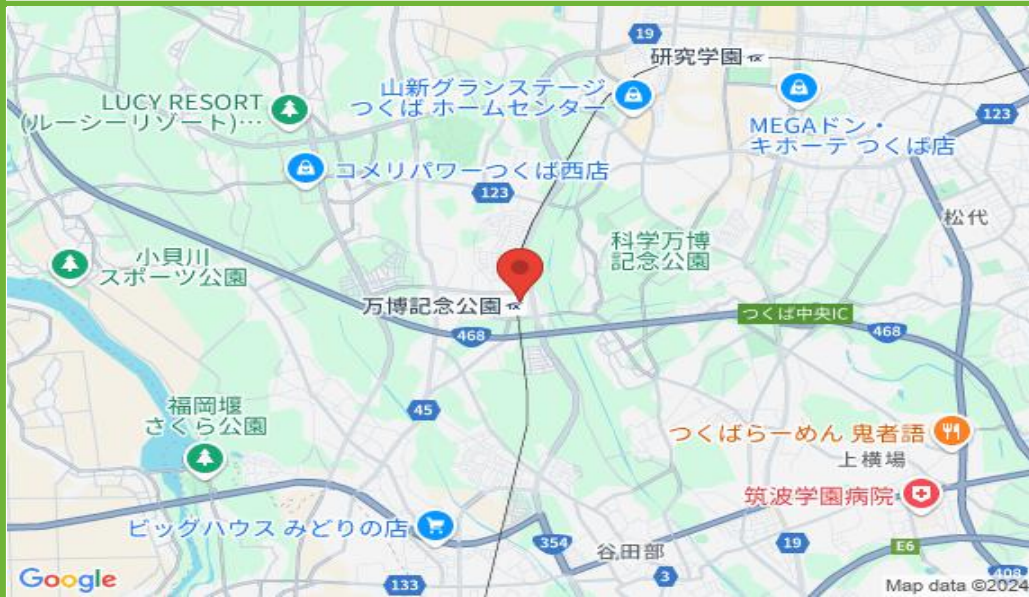 19
研究学園
山新グランステージ
つくば ホームセンター
LUCY RESORT
(ルーシーリゾート)…
MEGAドン・
キホーテ つくば店
123
コメリパワーつくば西店
123
松代
小貝川
スポーツ公園
科学万博
記念公園
万博記念公園
つくば中央IC
468
468
45
福岡堰
さくら公園
つくばらーめん 鬼者語
上横場
筑波学園病院
ビッグハウス みどりの店
354
谷田部
19
E6
3
133
408
Google
Map data ©2024